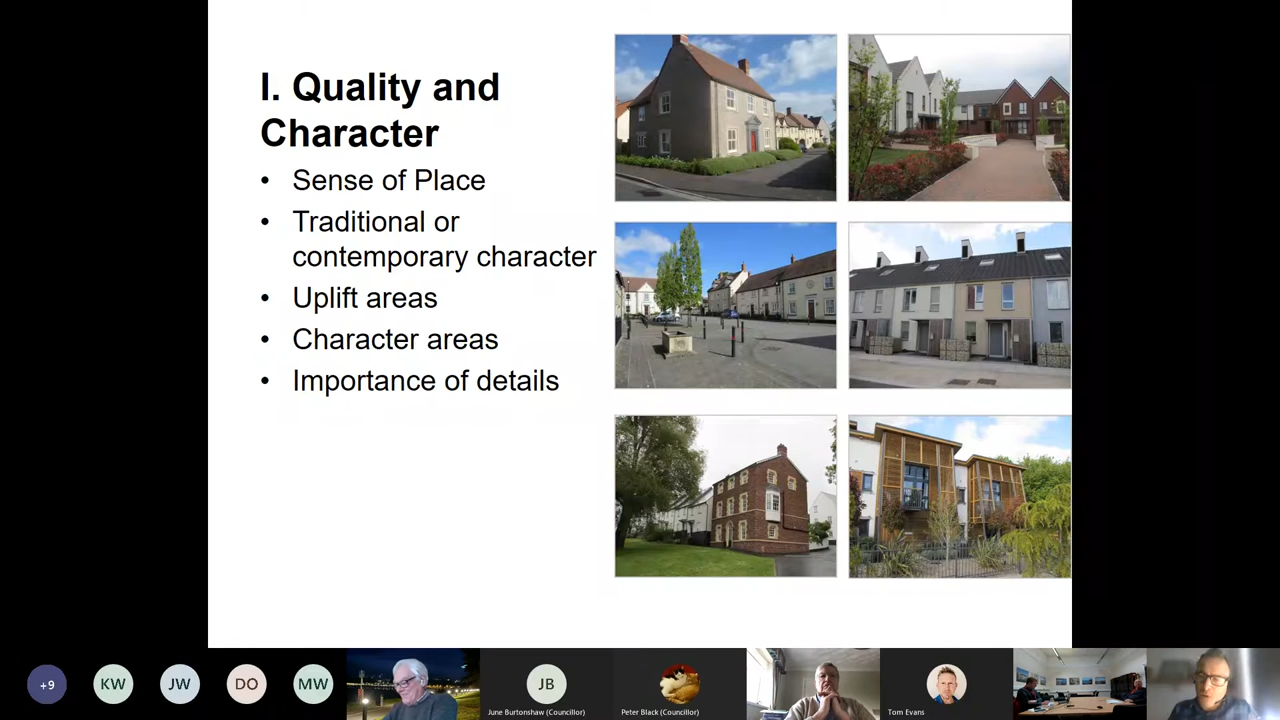 I. Quality and
Character
• Sense of Place
• Traditional or
contemporary character
• Uplift areas
• Character areas
• Importance of details
+9
KW
JW
DO
MW
JB
June Burtonshaw (Councillor)
Peter Black (Councillor)
Tom Evans